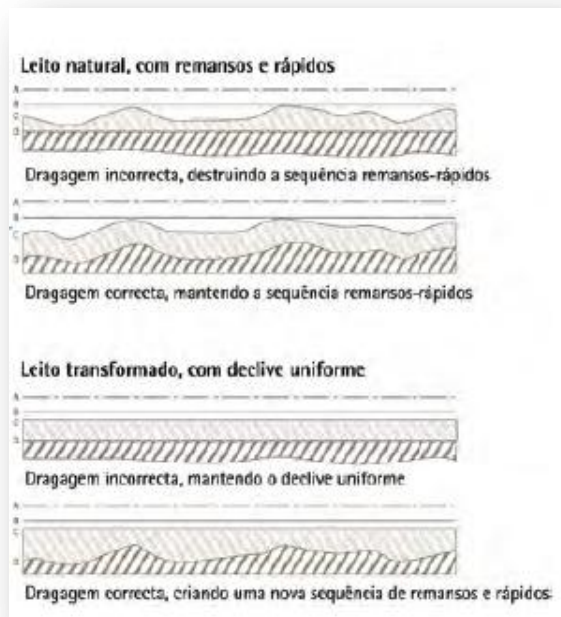 Leito natural, com remansos e rápidos
A
B
C
D
Dragagem incorrecta, destruindo a sequência remansos-rápidos
A
B
C
D
Dragagem correcta, mantendo a sequência remansos-rápidos
Leito transformado, com declive uniforme
A
B
C
D
Dragagem incorrecta, mantendo o declive uniforme
A
B
C
D
Dragagem correcta, criando uma nova sequência de remansos e rápidos